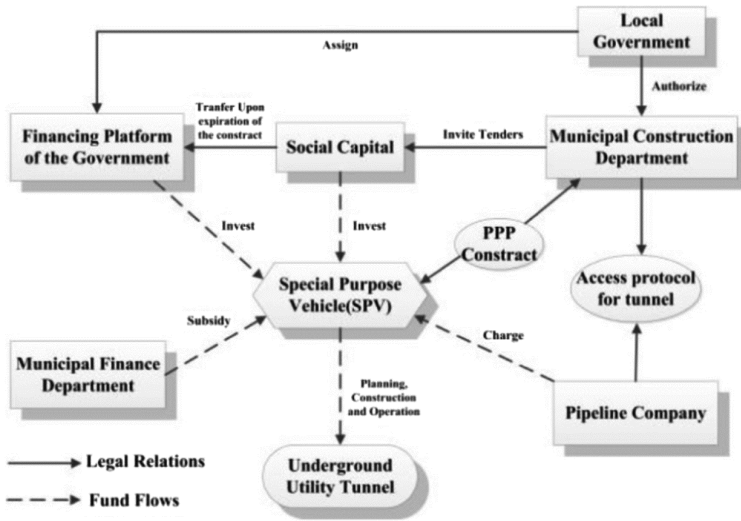 Local
Government
Assign
Authorize
Tranfer Upon
expiration of
the constract
Financing Platform
of the Government
Social Capital
Invite Tenders
Municipal Construction
Department
Invest
Invest
PPP
Constract
Access protocol
for tunnel
Special Purpose
Vehicle(SPV)
Subsidy
Charge
Municipal Finance
Department
Planning,
Construction
and Operation
Pipeline Company
Legal Relations
Underground
Utility Tunnel
Fund Flows